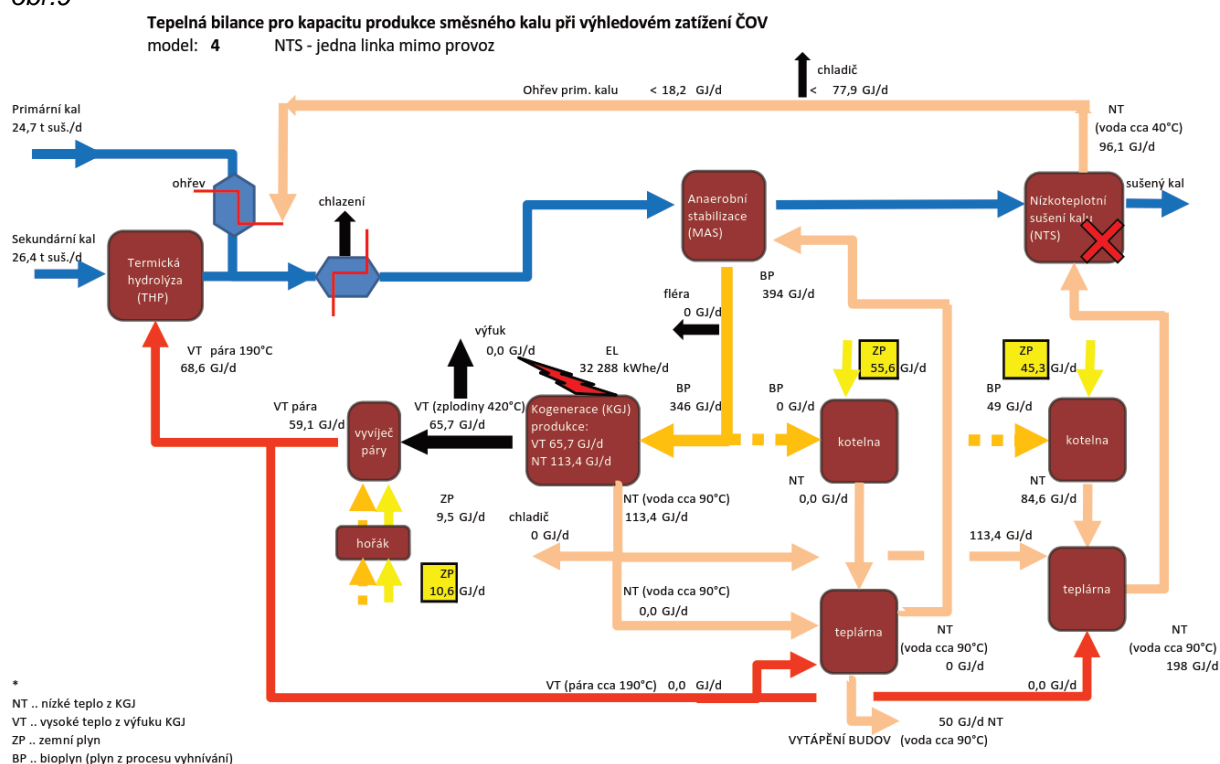 obr.9
Tepelná bilance pro kapacitu produkce směsného kalu při výhledovém zatížení ČOV
model: 4 NTS - jedna linka mimo provoz
chladič
Ohřev prim. kalu < 18,2 GJ/d
< 77,9 GJ/d
Primární kal
24,7 t suš./d
NT
(voda cca 40°C)
96,1 GJ/d
ohřev
chlazení
Anaerobní
stabilizace
(MAS)
Nízkoteplotní
sušení kalu
(NTS)
sušený kal
Sekundární kal
26,4 t suš./d
Termická
hydrolýza
(THP)
BP
394 GJ/d
fléra
0 GJ/d
výfuk
0,0 GJ/d
EL
32 288 kWhe/d
VT pára 190°C
68,6 GJ/d
ZP
55,6 GJ/d
ZP
45,3 GJ/d
BP
346 GJ/d
BP
0 GJ/d
BP
49 GJ/d
VT pára
59,1 GJ/d
VT (zplodiny 420°C)
65,7 GJ/d
Kogenerace (KGJ)
produkce:
VT 65,7 GJ/d
NT 113,4 GJ/d
vyvíječ
páry
kotelna
kotelna
NT
0,0 GJ/d
NT
84,6 GJ/d
ZP
9,5 GJ/d
chladič
0 GJ/d
NT (voda cca 90°C)
113,4 GJ/d
113,4 GJ/d
hořák
ZP
10,6 GJ/d
NT (voda cca 90°C)
0,0 GJ/d
teplárna
teplárna
NT
(voda cca 90°C)
0 GJ/d
NT
(voda cca 90°C)
198 GJ/d
VT (pára cca 190°C) 0,0 GJ/d
0,0 GJ/d
50 GJ/d NT
VYTÁPĚNÍ BUDOV (voda cca 90°C)
*
NT .. nízké teplo z KGJ
VT .. vysoké teplo z výfuku KGJ
ZP .. zemní plyn
BP .. bioplyn (plyn z procesu vyhnívání)